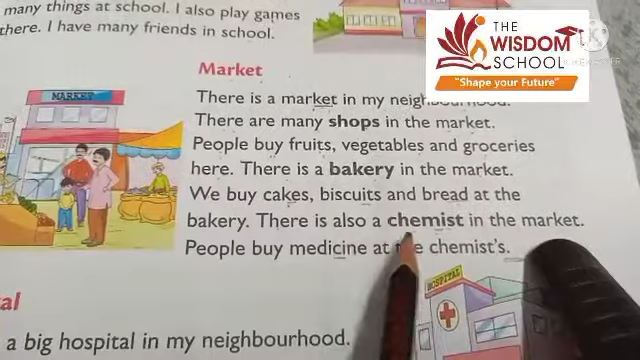 many things at school. I also play games
there. I have many friends in school.
Market
There is a market in my neighbourhood.
There are many shops in the market.
People buy fruits, vegetables and groceries
here. There is a bakery in the market.
We buy cakes, biscuits and bread at the
bakery. There is also a chemist in the market.
People buy medicine at the chemist's.
a big hospital in my neighbourhood.
MARKET
HOSPITAL
THE
WISDOM
SCHOOL
"Shape your Future"